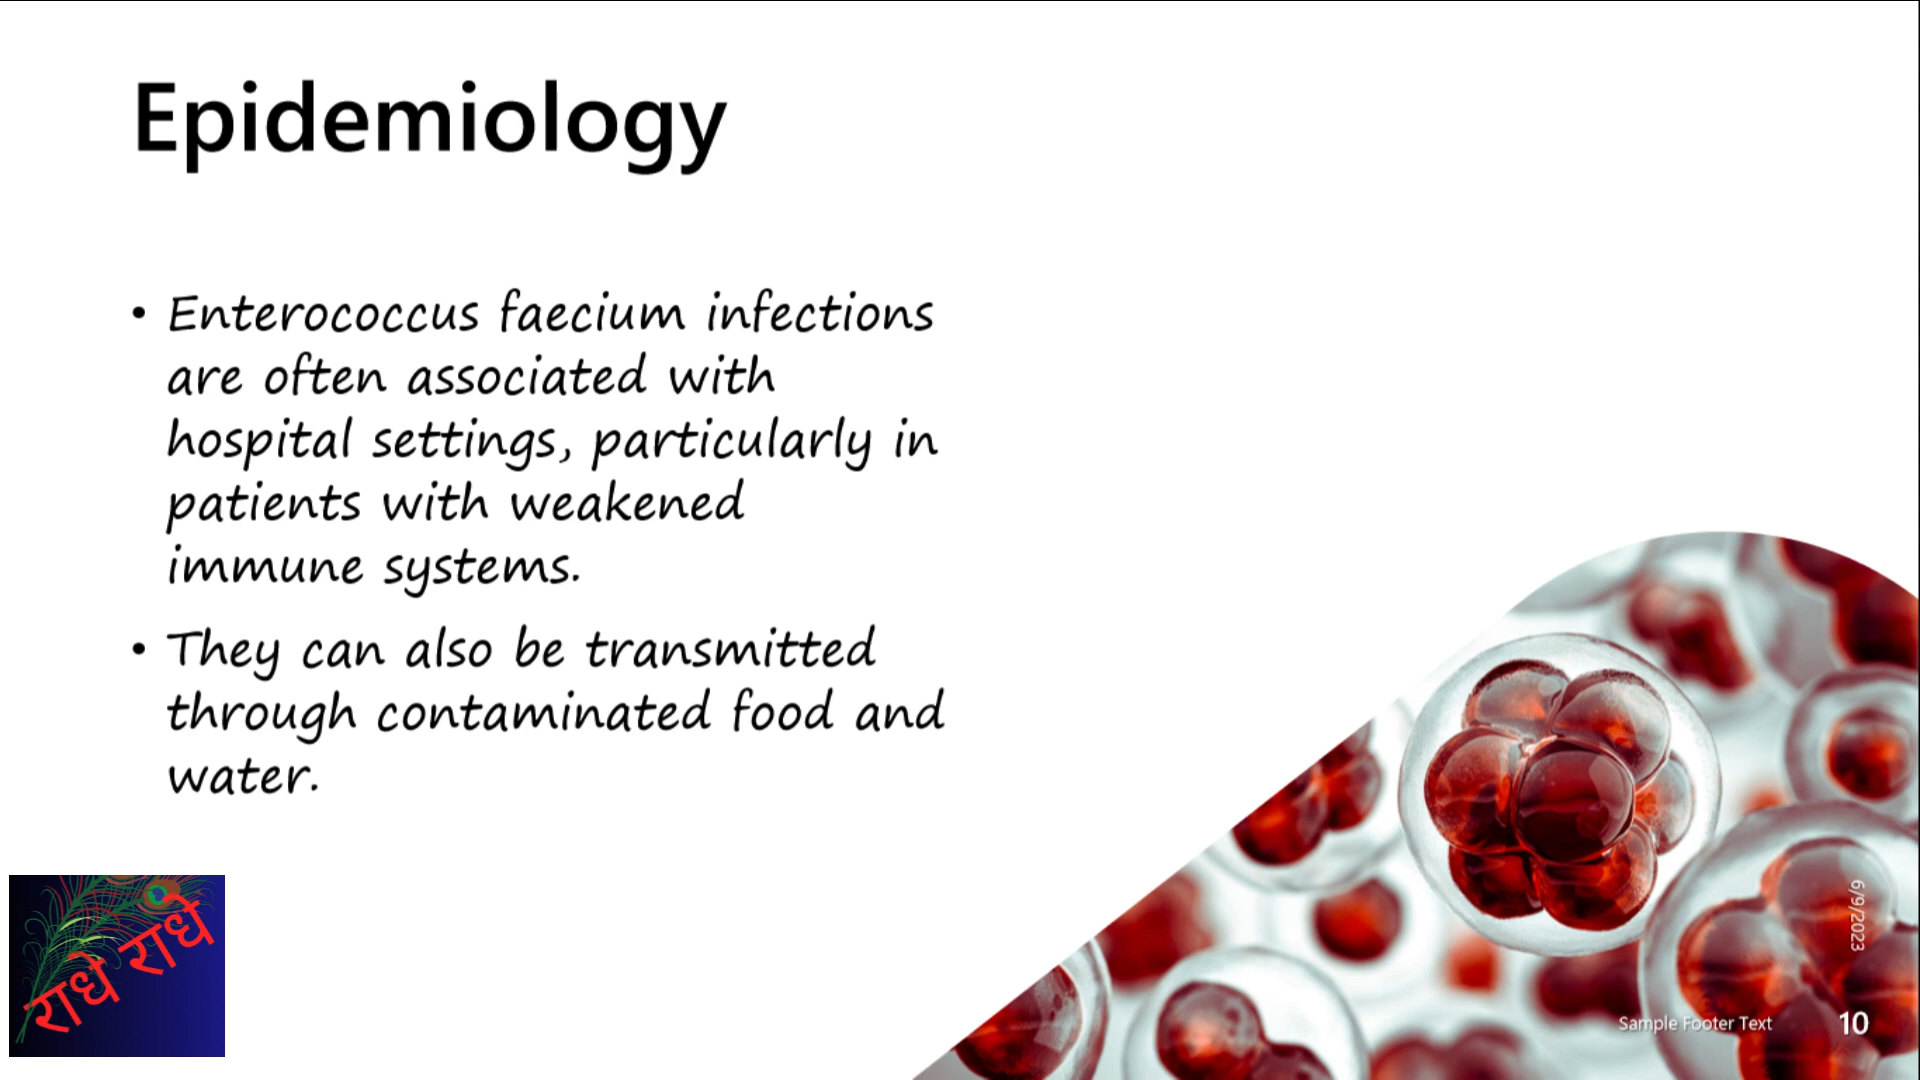 Epidemiology
• Enterococcus faecium infections
are often associated with
hospital settings, particularly in
patients with weakened
immune systems.
• They can also be transmitted
through contaminated food and
water.
राधे राधे
6/9/2023
Sample Footer Text
10